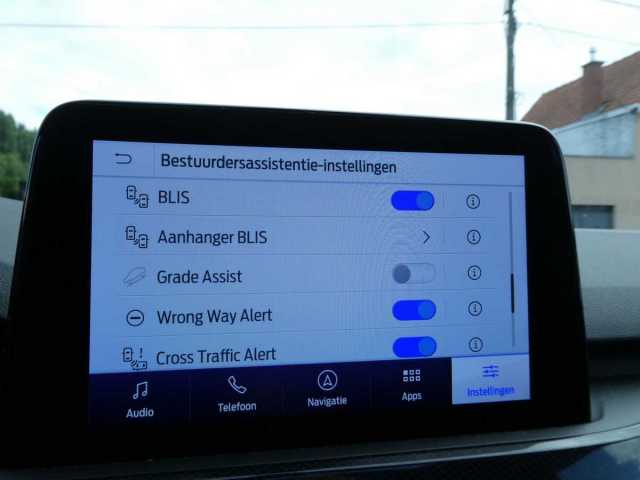 Bestuurdersassistentie-instellingen
BLIS
Aanhanger BLIS
Grade Assist
Wrong Way Alert
Cross Traffic Alert
Audio
Telefoon
Navigatie
Apps
Instellingen